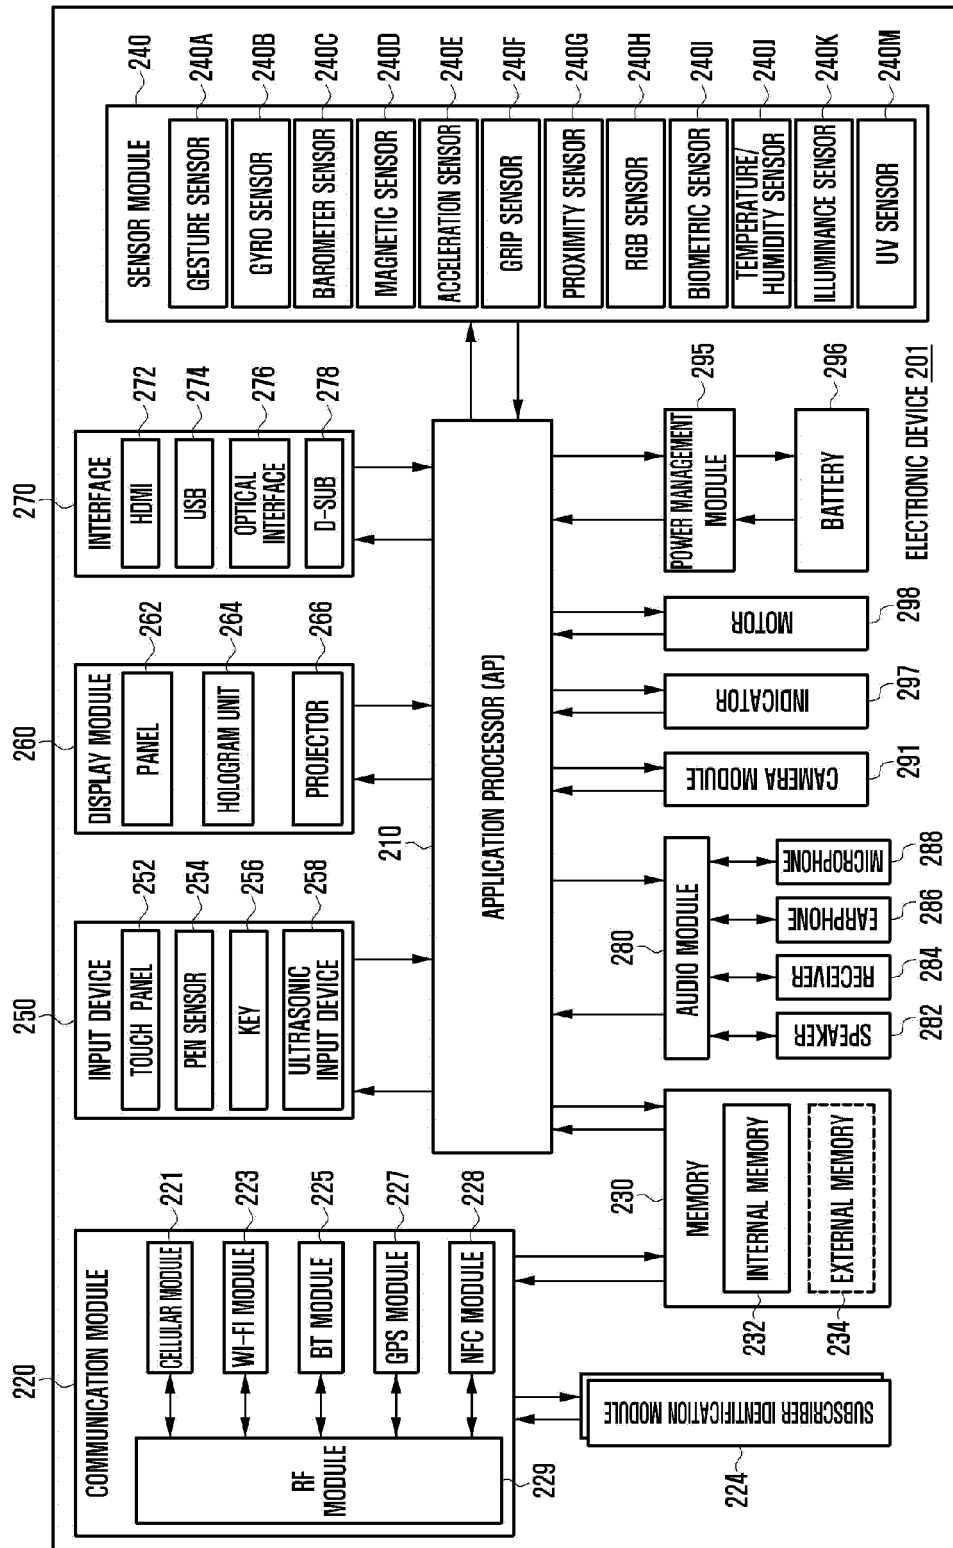 220
COMMUNICATION MODULE
RF
MODULE
229
CELLULAR MODULE
221
WI-FI MODULE
223
BT MODULE
225
GPS MODULE
227
NFC MODULE
228
250
INPUT DEVICE
TOUCH PANEL
252
PEN SENSOR
254
KEY
256
ULTRASONIC
INPUT DEVICE
258
260
DISPLAY MODULE
PANEL
262
HOLOGRAM UNIT
264
PROJECTOR
266
270
INTERFACE
HDMI
272
USB
274
OPTICAL
INTERFACE
276
D-SUB
278
SENSOR MODULE
240
GESTURE SENSOR
240A
GYRO SENSOR
240B
BAROMETER SENSOR
240C
MAGNETIC SENSOR
240D
ACCELERATION SENSOR
240E
GRIP SENSOR
240F
PROXIMITY SENSOR
240G
RGB SENSOR
240H
BIOMETRIC SENSOR
240I
TEMPERATURE/
HUMIDITY SENSOR
240J
ILLUMINANCE SENSOR
240K
UV SENSOR
240M
210
APPLICATION PROCESSOR (AP)
SUBSCRIBER IDENTIFICATION MODULE
224
230
MEMORY
INTERNAL MEMORY
232
EXTERNAL MEMORY
234
280
AUDIO MODULE
SPEAKER
282
RECEIVER
284
EARPHONE
286
MICROPHONE
288
CAMERA MODULE
291
INDICATOR
297
MOTOR
298
POWER MANAGEMENT
MODULE
295
BATTERY
296
ELECTRONIC DEVICE 201